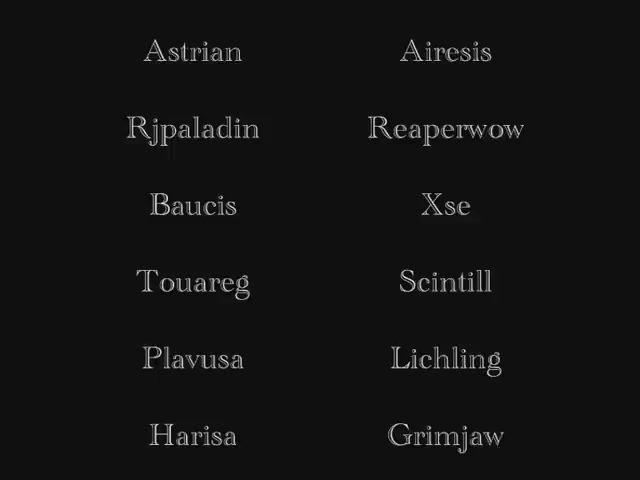 Astrian Airesis
Rjpaladin Reaperwow
Baucis Xse
Touareg Scintill
Plavusa Lichling
Harisa Grimjaw